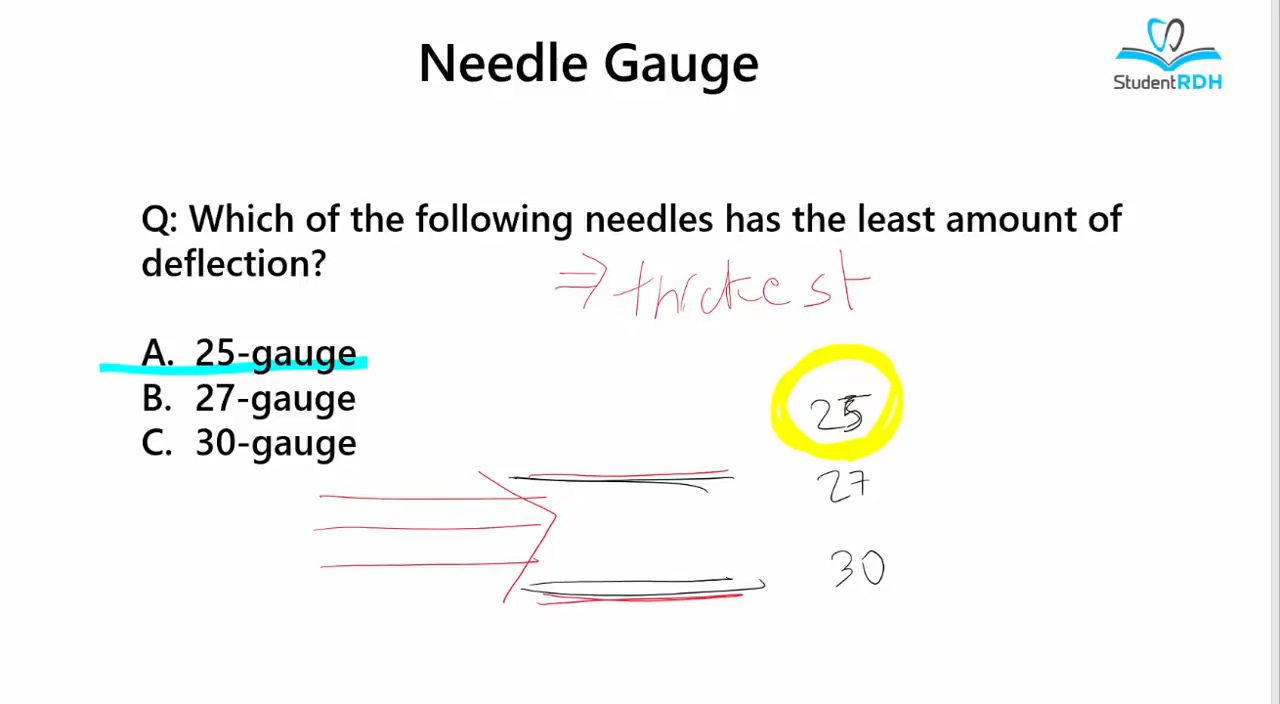 Needle Gauge
StudentRDH
Q: Which of the following needles has the least amount of
deflection?
⇒ thickest
A. 25-gauge
B. 27-gauge
C. 30-gauge
25
27
30